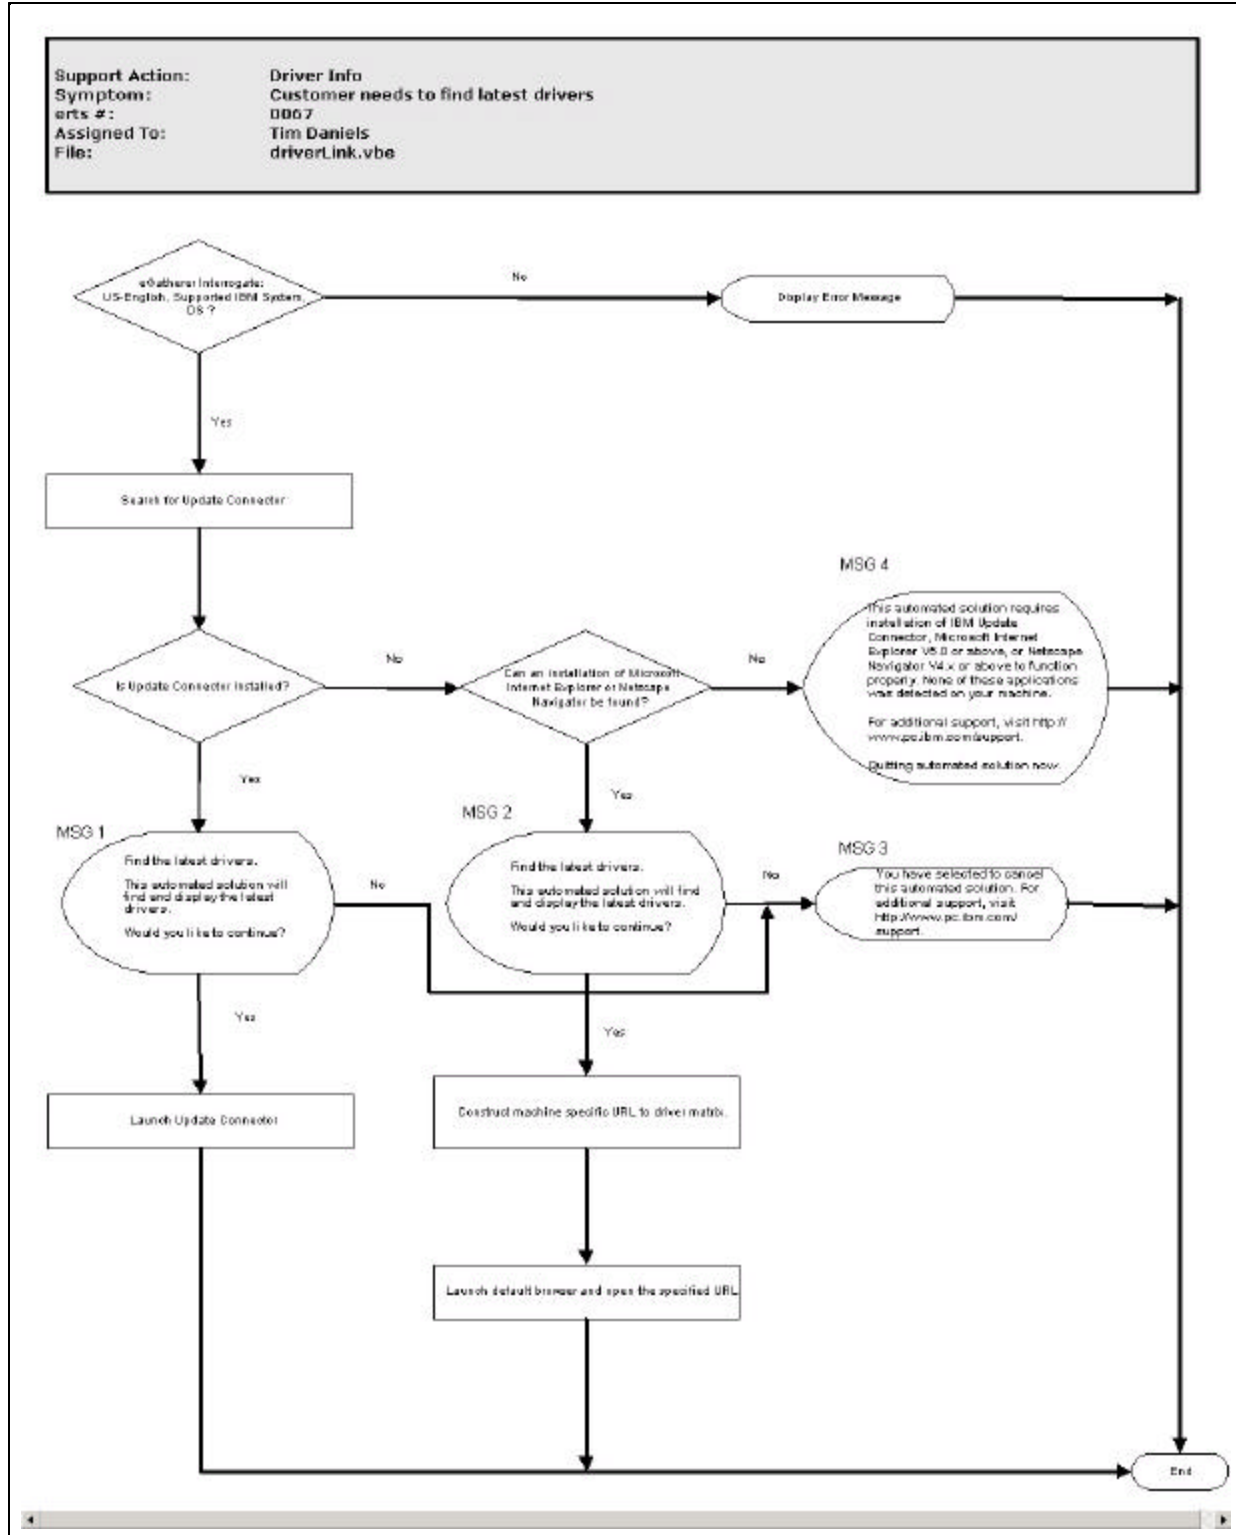 Support Action: Driver Info
Symptom: Customer needs to find latest drivers
erts #: 0067
Assigned To: Tim Daniels
File: driverLink.vbe
eGatherer Interrogate:
US-English, Supported IBM System,
OS ?
No
Display Error Message
Yes
Search for Update Connector
MSG 4
This automated solution requires
installation of IBM Update
Connector, Microsoft Internet
Explorer V5.0 or above, or Netscape
Navigator V4.x or above to function
properly. None of these applications
was detected on your machine.
For additional support, visit http://
www.pc.ibm.com/support.
Quitting automated solution now.
Is Update Connector Installed?
No
Can an installation of Microsoft
Internet Explorer or Netscape
Navigator be found?
No
Yes
Yes
MSG 1
Find the latest drivers.
This automated solution will
find and display the latest
drivers.
Would you like to continue?
No
MSG 2
Find the latest drivers.
This automated solution will find
and display the latest drivers.
Would you like to continue?
No
MSG 3
You have selected to cancel
this automated solution. For
additional support, visit
http://www.pc.ibm.com/
support.
Yes
Yes
Launch Update Connector
Construct machine specific URL to driver matrix.
Launch default browser and open the specified URL
End